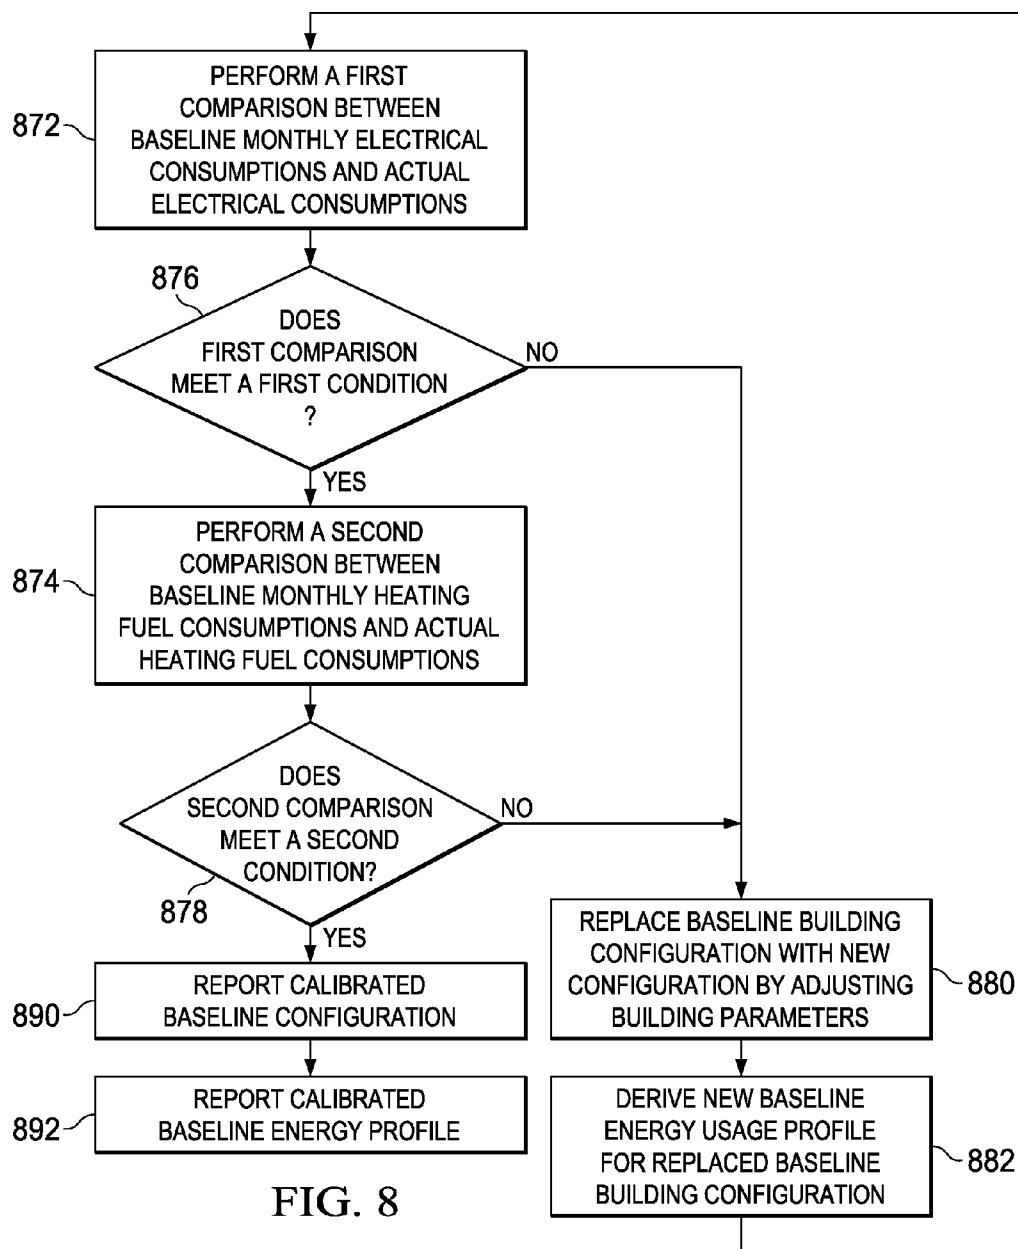 PERFORM A FIRST
COMPARISON BETWEEN
BASELINE MONTHLY ELECTRICAL
CONSUMPTIONS AND ACTUAL
ELECTRICAL CONSUMPTIONS
872
876
DOES
FIRST COMPARISON
MEET A FIRST CONDITION
?
NO
YES
PERFORM A SECOND
COMPARISON BETWEEN
BASELINE MONTHLY HEATING
FUEL CONSUMPTIONS AND ACTUAL
HEATING FUEL CONSUMPTIONS
874
DOES
SECOND COMPARISON
MEET A SECOND
CONDITION?
NO
878
YES
REPORT CALIBRATED
BASELINE CONFIGURATION
890
REPORT CALIBRATED
BASELINE ENERGY PROFILE
892
REPLACE BASELINE BUILDING
CONFIGURATION WITH NEW
CONFIGURATION BY ADJUSTING
BUILDING PARAMETERS
880
DERIVE NEW BASELINE
ENERGY USAGE PROFILE
FOR REPLACED BASELINE
BUILDING CONFIGURATION
882
FIG. 8